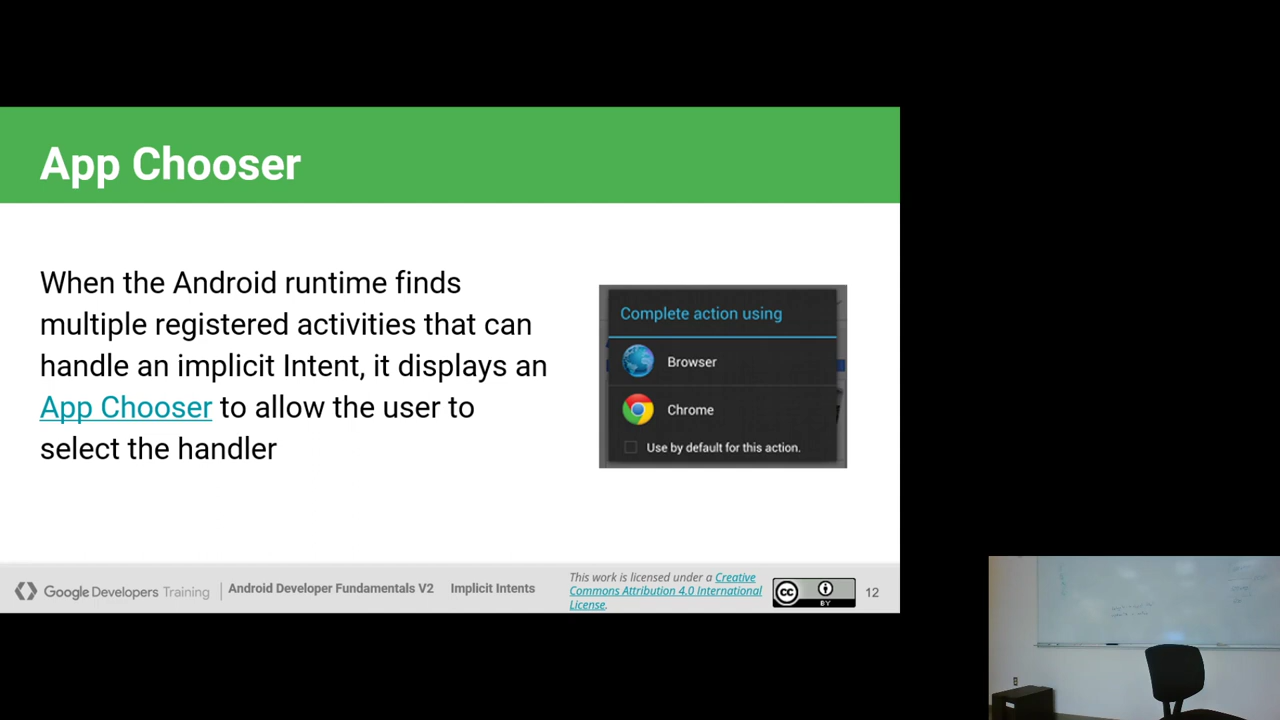 App Chooser
When the Android runtime finds
multiple registered activities that can
handle an implicit Intent, it displays an
App Chooser to allow the user to
select the handler
Complete action using
Browser
Chrome
Use by default for this action.
Google Developers Training
Android Developer Fundamentals V2
Implicit Intents
This work is licensed under a Creative
Commons Attribution 4.0 International
License.
cc
BY
12